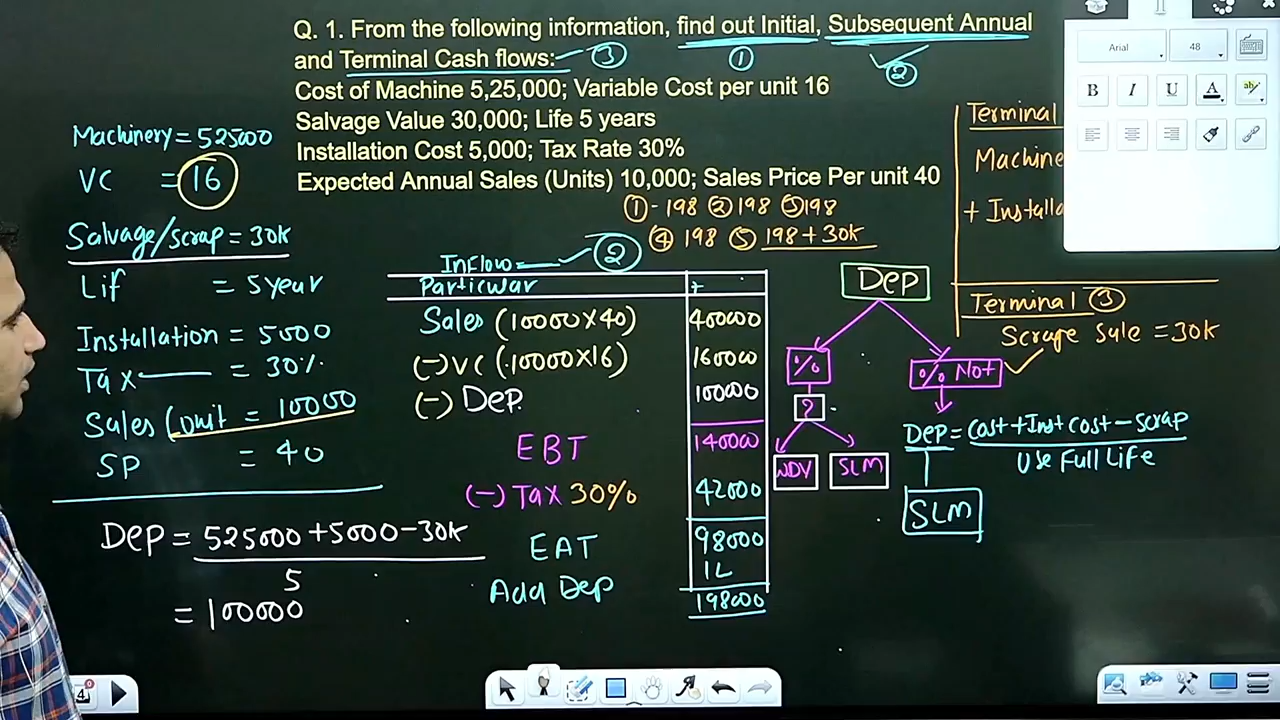 Q. 1. From the following information, find out Initial, Subsequent Annual
and Terminal Cash flows: ③ ① ②
Cost of Machine 5,25,000; Variable Cost per unit 16
Salvage Value 30,000; Life 5 years
Installation Cost 5,000; Tax Rate 30%
Expected Annual Sales (Units) 10,000; Sales Price Per unit 40
① - 198 ② 198 ③ 198
④ 198 ⑤ 198 + 30k
Machinery = 525000
VC = 16
Salvage/scrap = 30k
Lif = 5 year
Installation = 5000
Tax = 30%
Sales (unit = 10000
SP = 40
Dep = 525000 + 5000 - 30k
5
= 100000
Inflow ②
Particular
Sales (10000 X 40) 400000
(-) VC (10000 X 16) 160000
(-) Dep. 100000
EBT 140000
(-) Tax 30% 42000
EAT 98000
Add Dep 1L
198000
Dep
% % Not
?
WDV SLM
Dep = Cost + Inst cost - Scrap
Use Full Life
SLM
Terminal
Machine
+ Installa
Terminal ③
Scrape Sale = 30k
Arial 48
B I U A ab
4